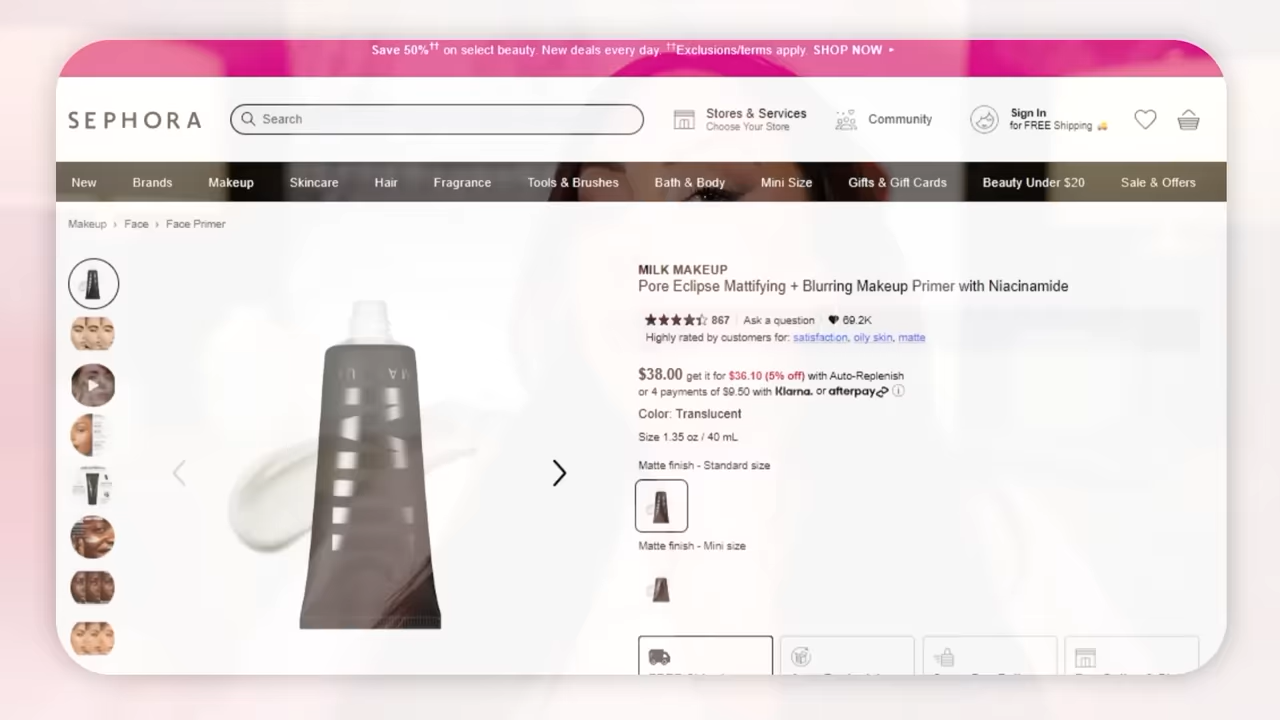 Save 50%†† on select beauty. New deals every day. ††Exclusions/terms apply. SHOP NOW ▸
SEPHORA
Search
Stores & Services
Choose Your Store
Community
Sign In
for FREE Shipping 🚚
New Brands Makeup Skincare Hair Fragrance Tools & Brushes Bath & Body Mini Size Gifts & Gift Cards Beauty Under $20 Sale & Offers
Makeup › Face › Face Primer
MILK MAKEUP
Pore Eclipse Mattifying + Blurring Makeup Primer with Niacinamide
867 Ask a question 69.2K
Highly rated by customers for: satisfaction, oily skin, matte
$38.00 get it for $36.10 (5% off) with Auto-Replenish
or 4 payments of $9.50 with Klarna. or afterpay
Color: Translucent
Size 1.35 oz / 40 mL
Matte finish - Standard size
Matte finish - Mini size